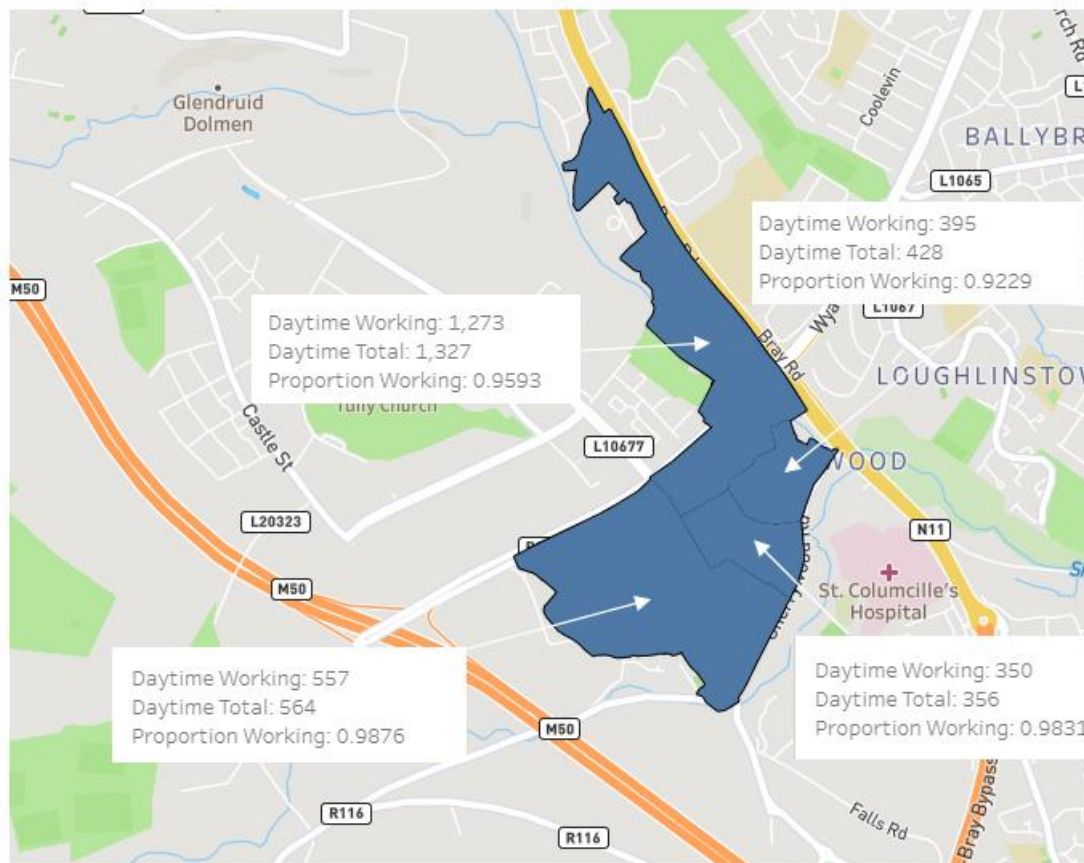 Glendruid
Dolmen
Coolevin
BALLYBR
L1065
Daytime Working: 395
Daytime Total: 428
Proportion Working: 0.9229
M50
L1067
Daytime Working: 1,273
Daytime Total: 1,327
Proportion Working: 0.9593
Bray Rd
LOUGHLINSTOW
Tully Church
Castle St
L10677
WOOD
L20323
N11
M50
St. Columcille's
Hospital
Daytime Working: 557
Daytime Total: 564
Proportion Working: 0.9876
Daytime Working: 350
Daytime Total: 356
Proportion Working: 0.9831
M50
R116
R116
Falls Rd
Bray Bypass